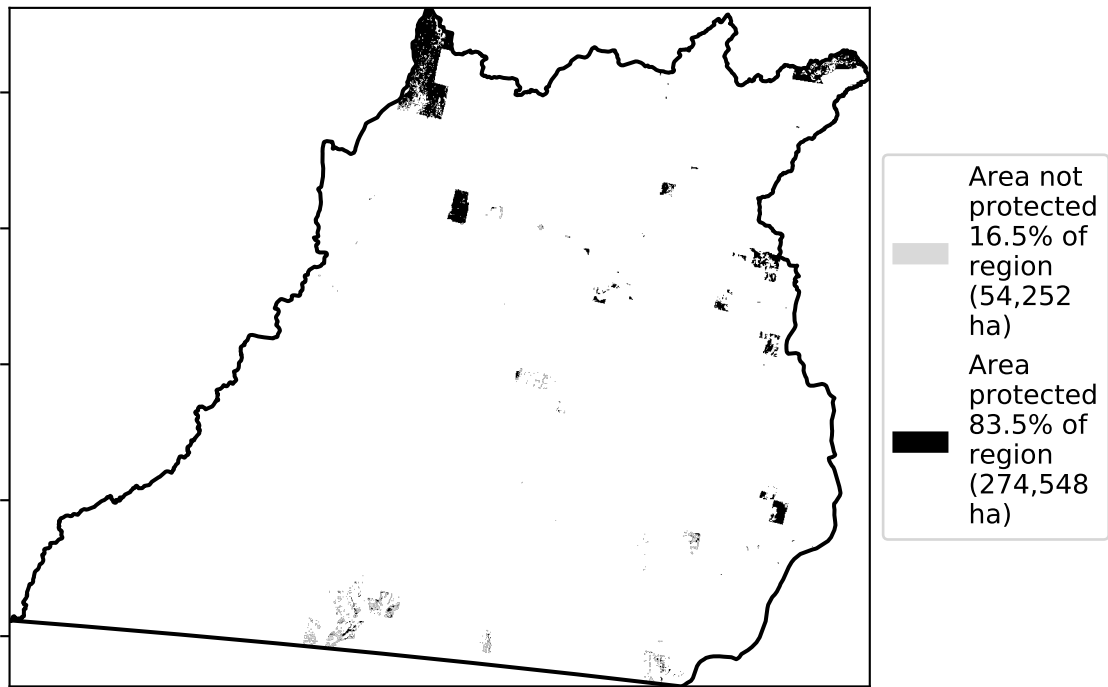 Area not
protected
16.5% of
region
(54,252
ha)
Area
protected
83.5% of
region
(274,548
ha)